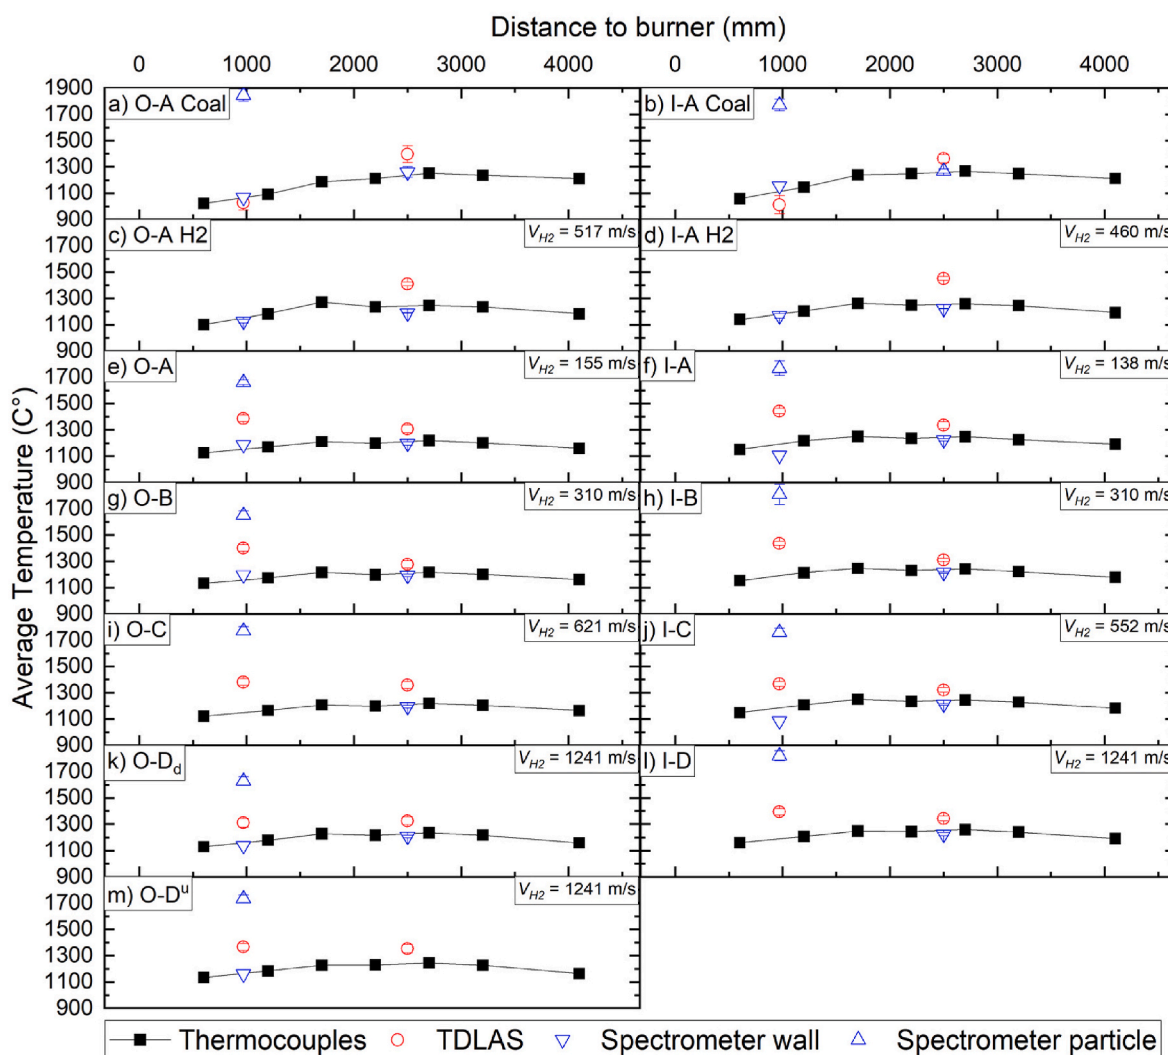 Distance to burner (mm)
0 1000 2000 3000 4000 0 1000 2000 3000 4000
Average Temperature (C°)
1900
1700
1500
1300
1100
900
a) O-A Coal
b) I-A Coal
1700
1500
1300
1100
900
c) O-A H2
V_H2 = 517 m/s
d) I-A H2
V_H2 = 460 m/s
1700
1500
1300
1100
900
e) O-A
V_H2 = 155 m/s
f) I-A
V_H2 = 138 m/s
1700
1500
1300
1100
900
g) O-B
V_H2 = 310 m/s
h) I-B
V_H2 = 310 m/s
1700
1500
1300
1100
900
i) O-C
V_H2 = 621 m/s
j) I-C
V_H2 = 552 m/s
1700
1500
1300
1100
900
k) O-D_d
V_H2 = 1241 m/s
l) I-D
V_H2 = 1241 m/s
1700
1500
1300
1100
900
m) O-D^u
V_H2 = 1241 m/s
Thermocouples TDLAS Spectrometer wall Spectrometer particle